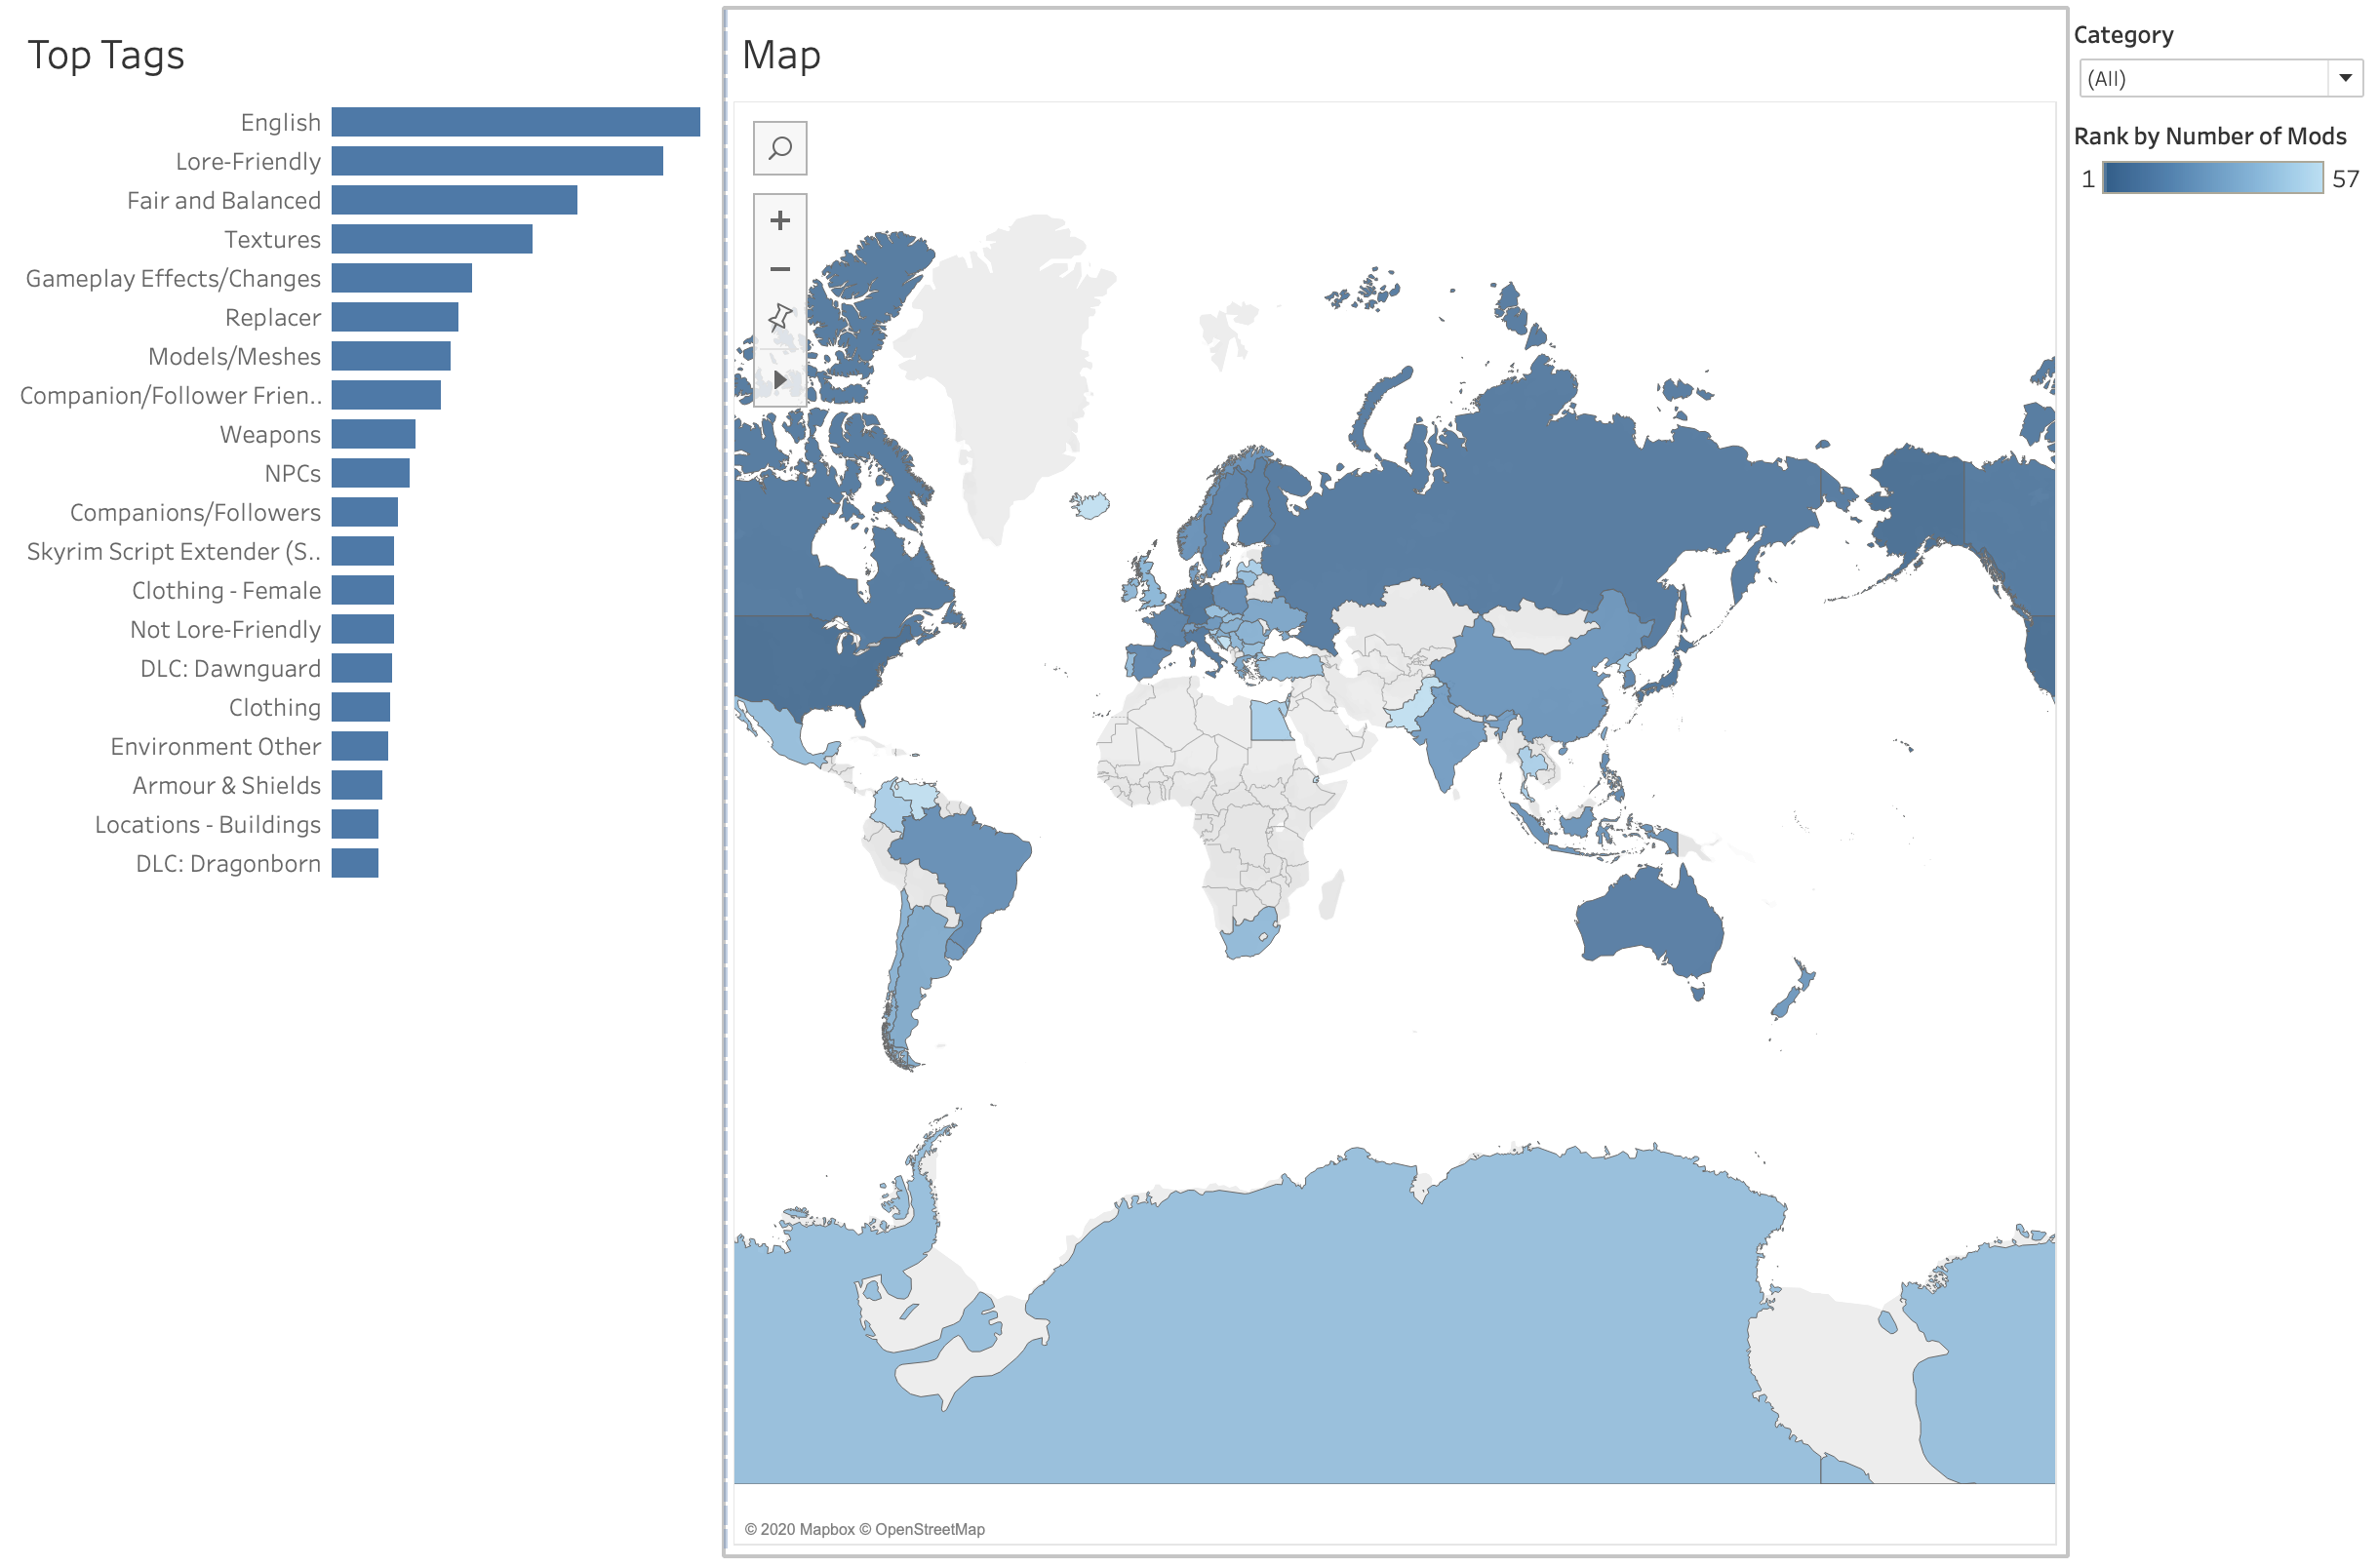 Top Tags
English
Lore-Friendly
Fair and Balanced
Textures
Gameplay Effects/Changes
Replacer
Models/Meshes
Companion/Follower Frien..
Weapons
NPCs
Companions/Followers
Skyrim Script Extender (S..
Clothing - Female
Not Lore-Friendly
DLC: Dawnguard
Clothing
Environment Other
Armour & Shields
Locations - Buildings
DLC: Dragonborn
Map
© 2020 Mapbox © OpenStreetMap
Category
(All)
Rank by Number of Mods
1 57